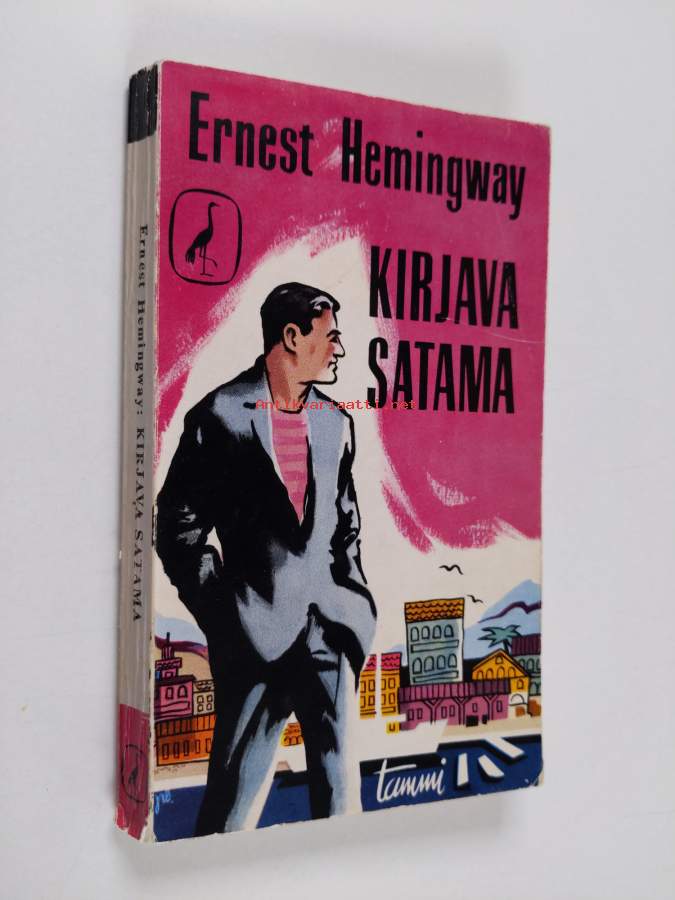 Ernest Hemingway
KIRJAVA
SATAMA
Antikvariaatti.net
Ernest Hemingway: KIRJAVA SATAMA
tammi